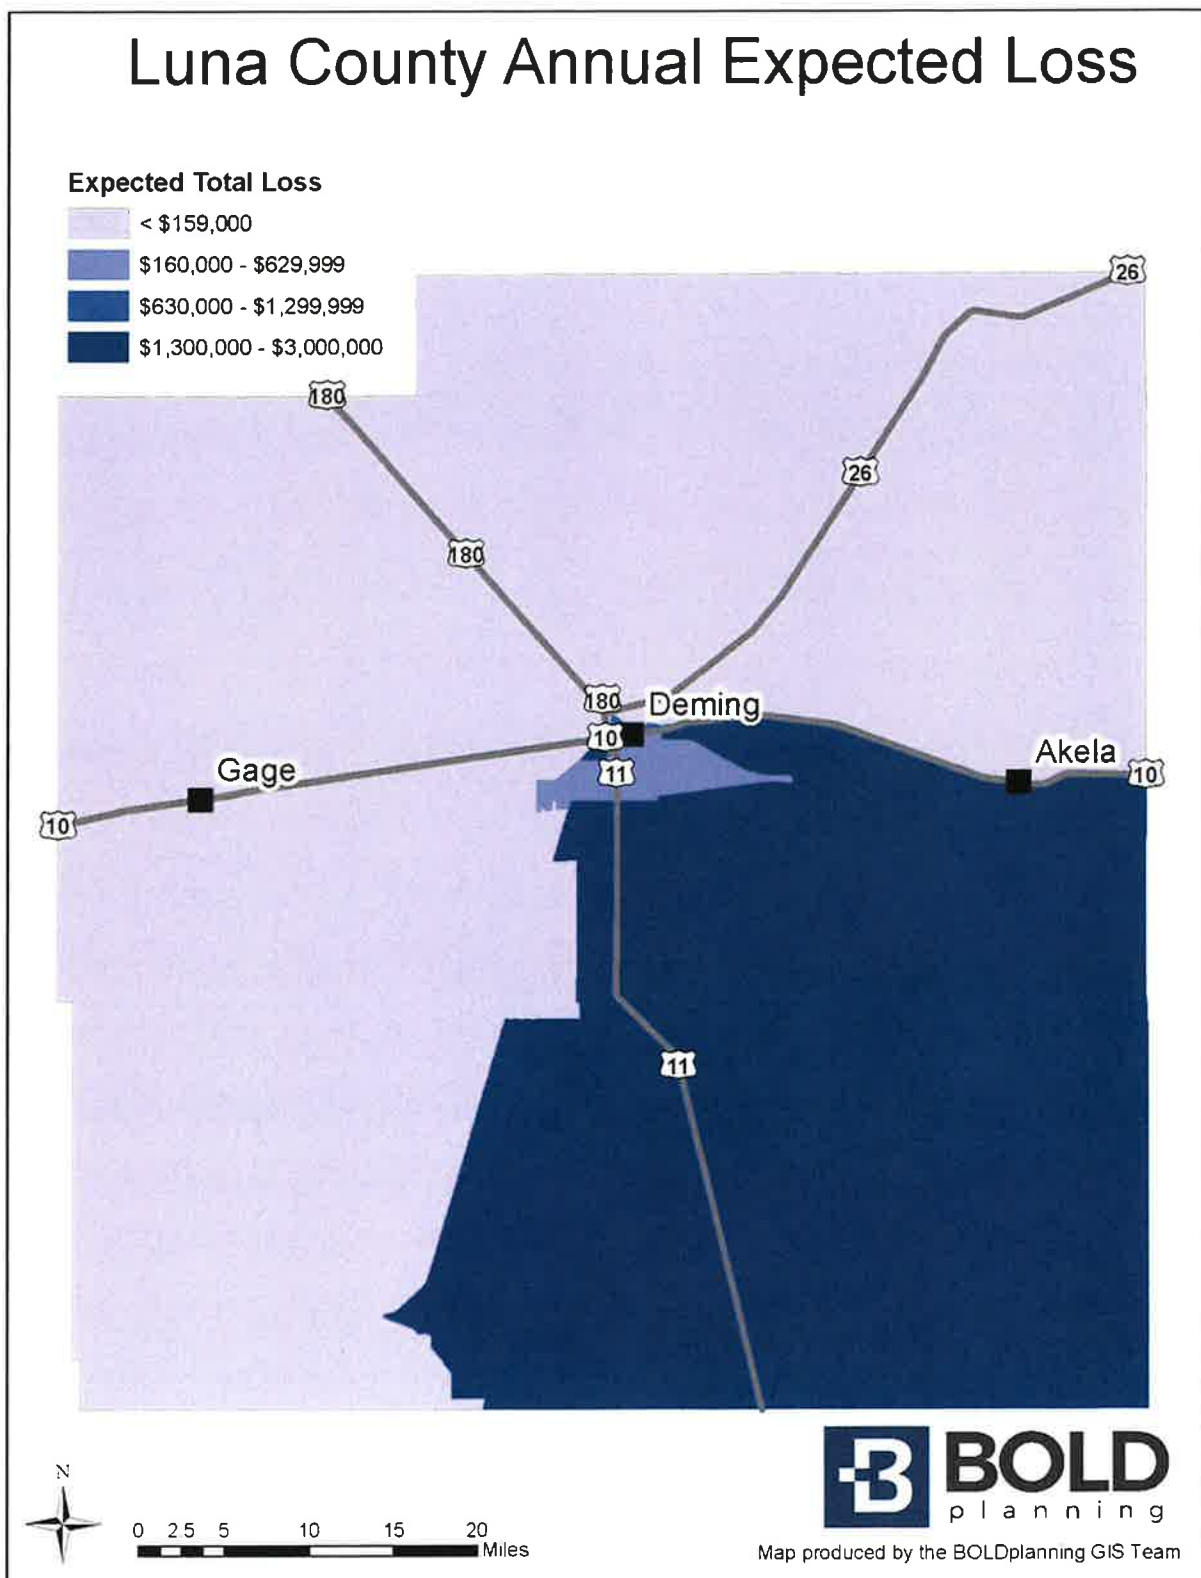 Luna County Annual Expected Loss
Expected Total Loss
< $159,000
$160,000 - $629,999
$630,000 - $1,299,999
$1,300,000 - $3,000,000
26
180
26
180
180
Deming
10
11
Gage
Akela
10
10
11
N
0 2.5 5 10 15 20
Miles
B BOLD
planning
Map produced by the BOLDplanning GIS Team